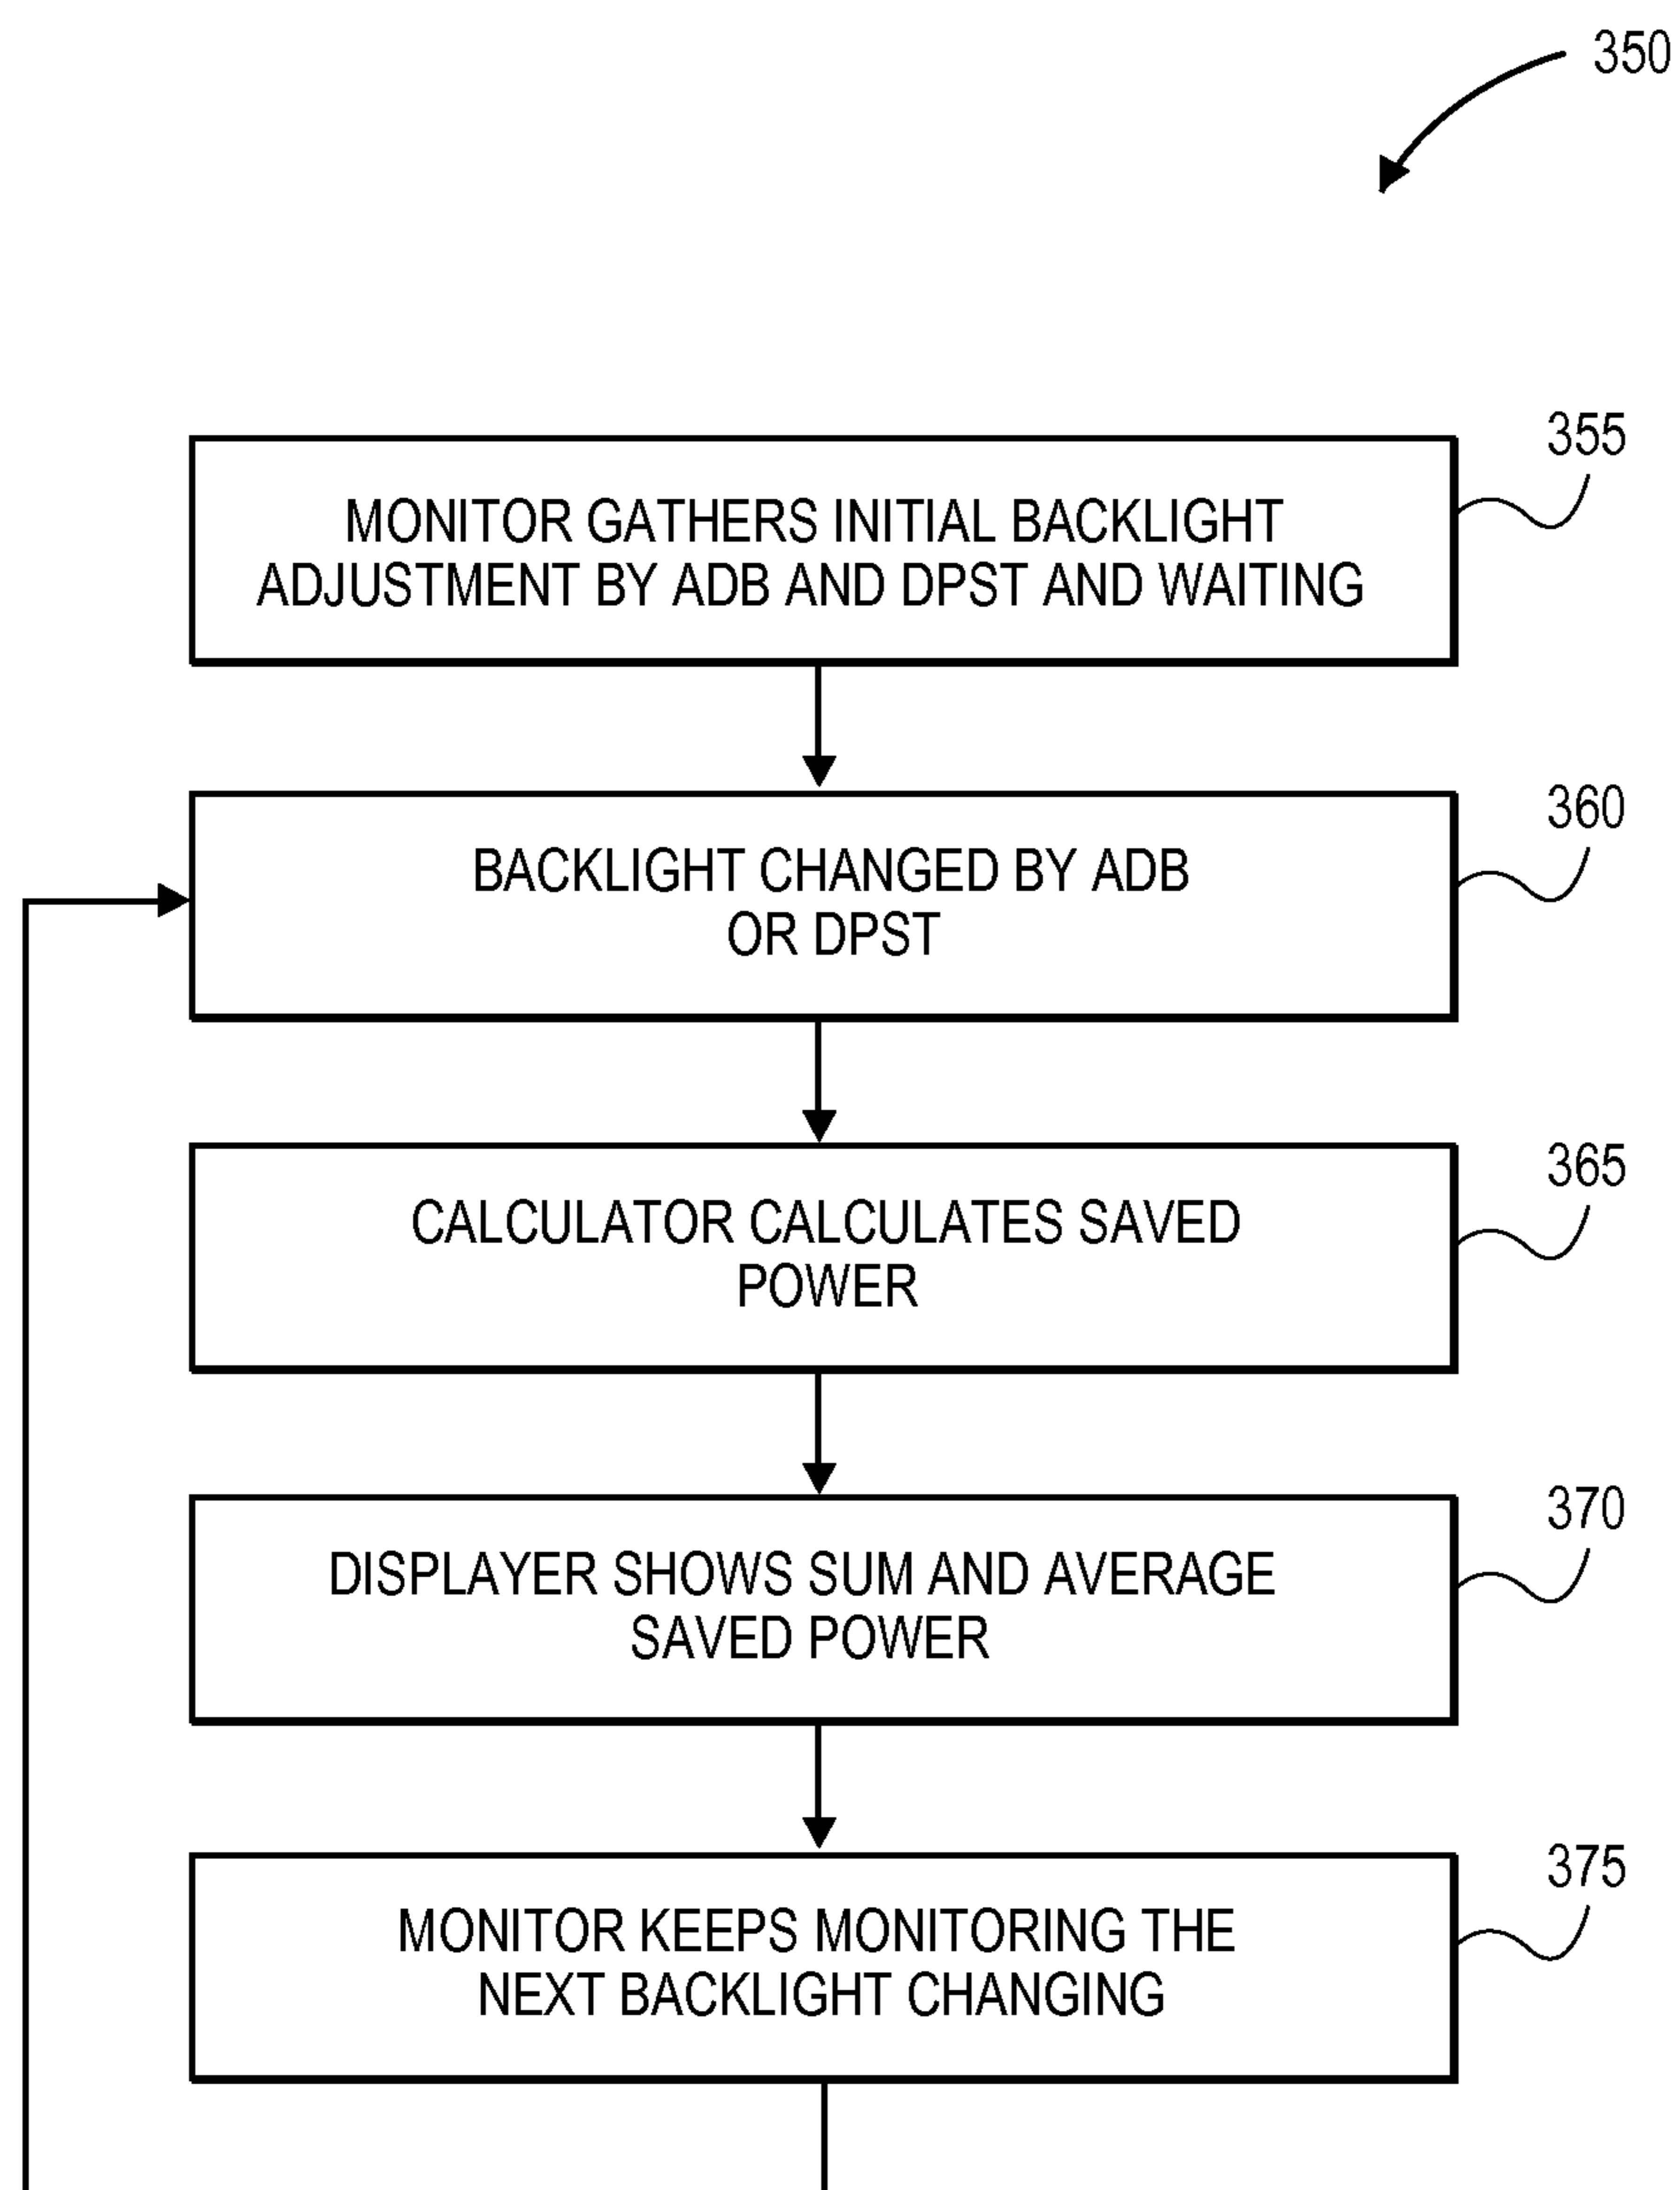 350
355
MONITOR GATHERS INITIAL BACKLIGHT
ADJUSTMENT BY ADB AND DPST AND WAITING
360
BACKLIGHT CHANGED BY ADB
OR DPST
365
CALCULATOR CALCULATES SAVED
POWER
370
DISPLAYER SHOWS SUM AND AVERAGE
SAVED POWER
375
MONITOR KEEPS MONITORING THE
NEXT BACKLIGHT CHANGING